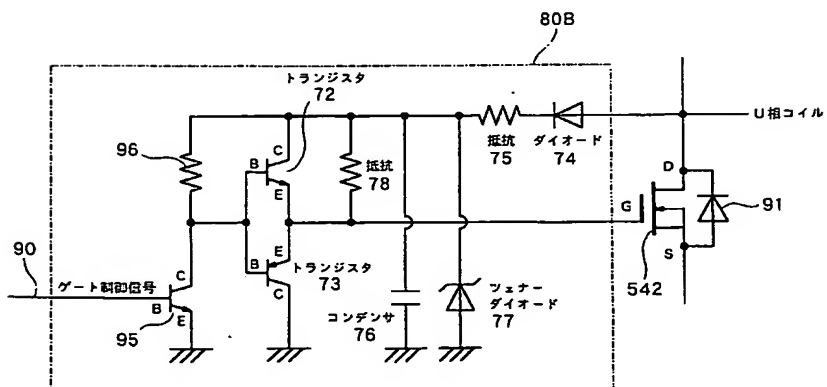 80B
トランジスタ
72
C
B
E
96
抵抗
78
抵抗
75
ダイオード
74
U相コイル
D
G
S
91
542
90
ゲート制御信号
C
B
E
95
E
B
C
トランジスタ
73
コンデンサ
76
ツェナー
ダイオード
77